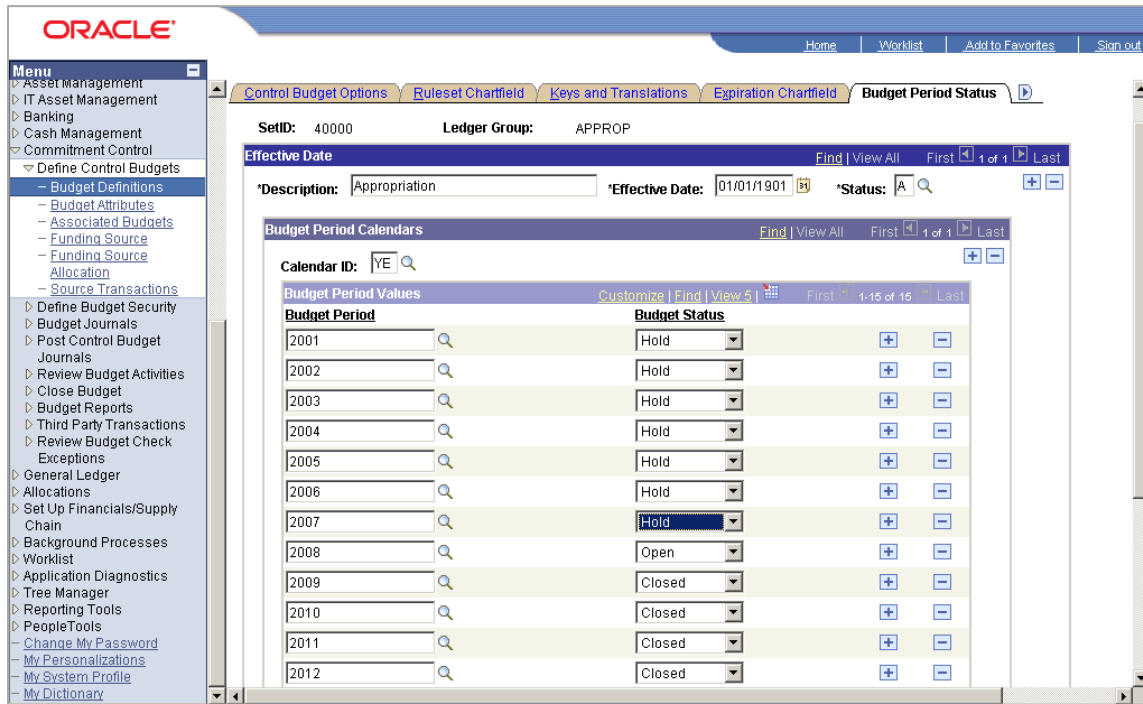 ORACLE
Home Worklist Add to Favorites Sign out
Menu
Asset Management
IT Asset Management
Banking
Cash Management
Commitment Control
Define Control Budgets
– Budget Definitions
– Budget Attributes
– Associated Budgets
– Funding Source
– Funding Source
Allocation
– Source Transactions
Define Budget Security
Budget Journals
Post Control Budget
Journals
Review Budget Activities
Close Budget
Budget Reports
Third Party Transactions
Review Budget Check
Exceptions
General Ledger
Allocations
Set Up Financials/Supply
Chain
Background Processes
Worklist
Application Diagnostics
Tree Manager
Reporting Tools
PeopleTools
– Change My Password
– My Personalizations
– My System Profile
– My Dictionary
Control Budget Options Ruleset Chartfield Keys and Translations Expiration Chartfield Budget Period Status
SetID: 40000 Ledger Group: APPROP
Effective Date Find | View All First 1 of 1 Last
*Description: Appropriation *Effective Date: 01/01/1901 *Status: A
Budget Period Calendars Find | View All First 1 of 1 Last
Calendar ID: YE
Budget Period Values Customize | Find | View 5 | First 1-15 of 15 Last
Budget Period Budget Status
2001 Hold
2002 Hold
2003 Hold
2004 Hold
2005 Hold
2006 Hold
2007 Hold
2008 Open
2009 Closed
2010 Closed
2011 Closed
2012 Closed